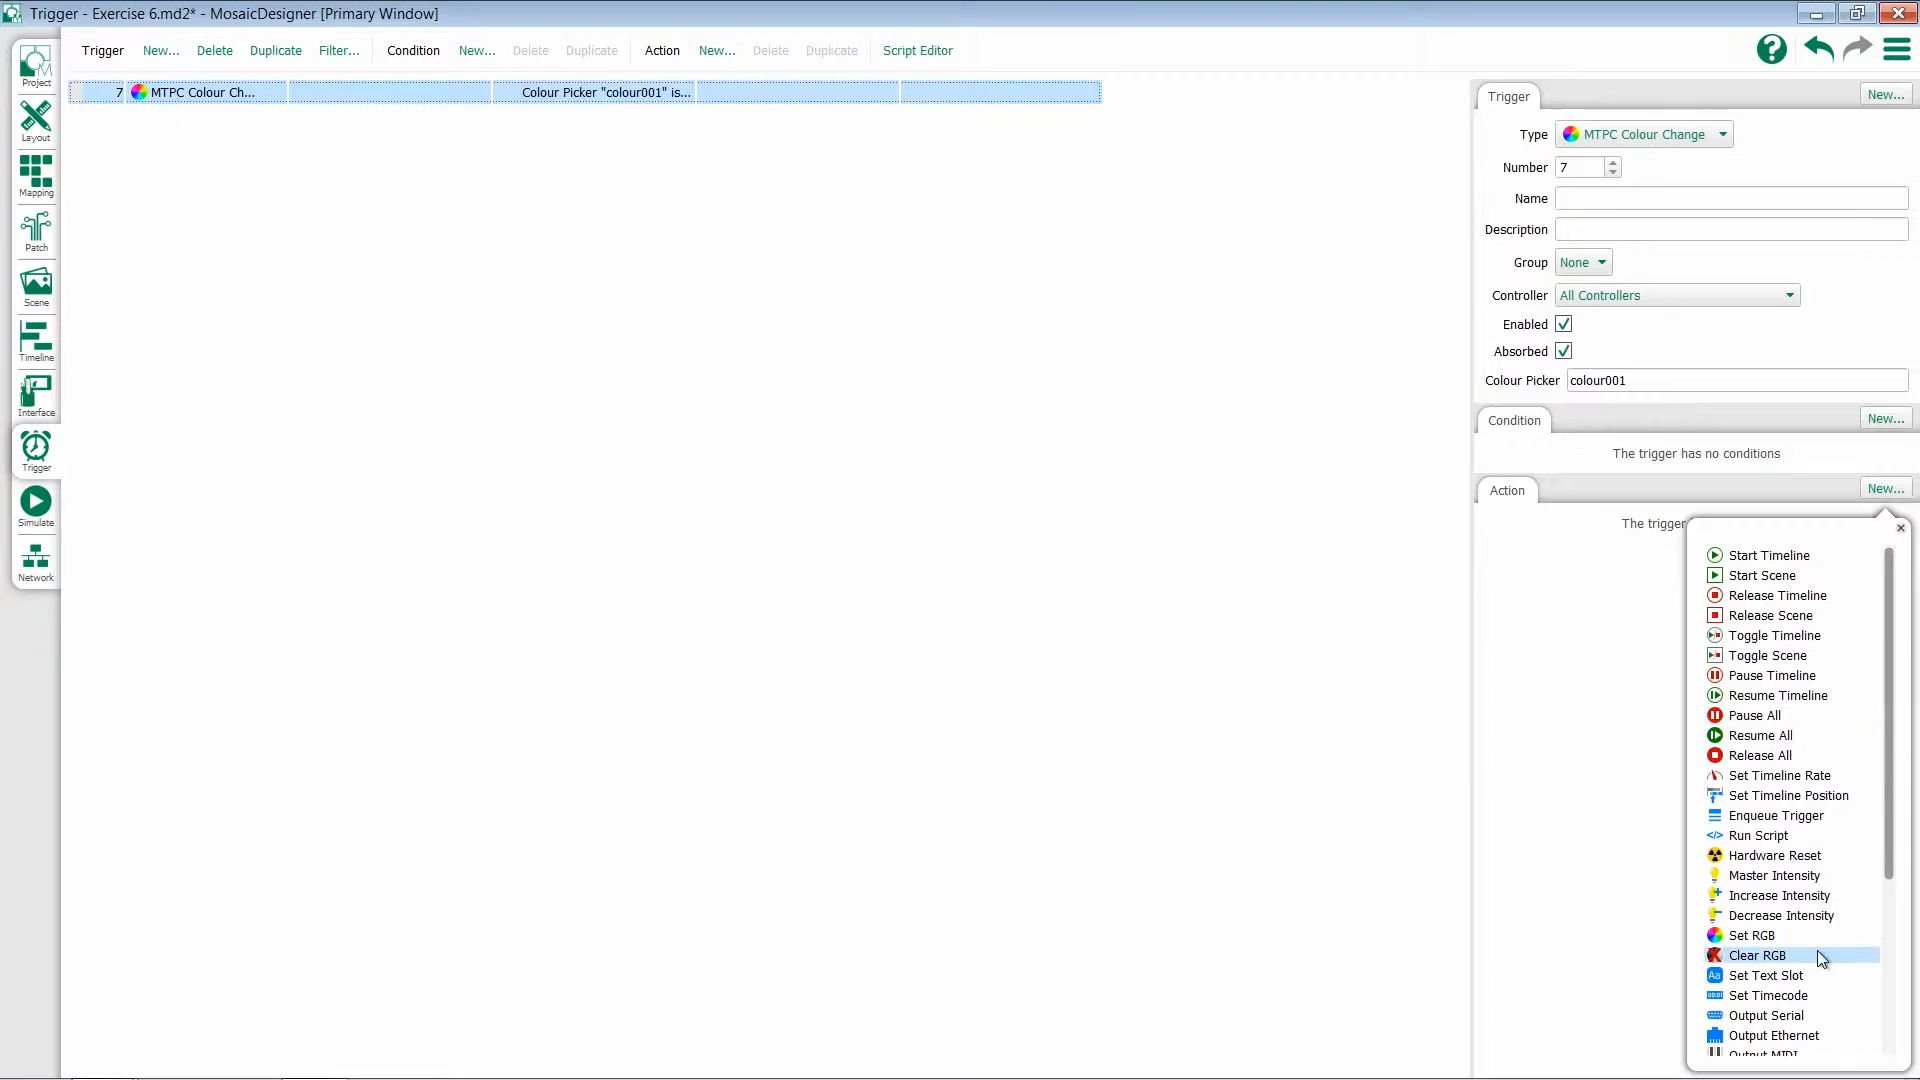 Trigger - Exercise 6.md2* - MosaicDesigner [Primary Window]
Trigger New... Delete Duplicate Filter... Condition New... Delete Duplicate Action New... Delete Duplicate Script Editor
Project
Layout
Mapping
Patch
Scene
Timeline
Interface
Trigger
Simulate
Network
7 MTPC Colour Ch... Colour Picker "colour001" is...
Trigger New...
Type MTPC Colour Change
Number 7
Name
Description
Group None
Controller All Controllers
Enabled
Absorbed
Colour Picker colour001
Condition New...
The trigger has no conditions
Action New...
The trigger
Start Timeline
Start Scene
Release Timeline
Release Scene
Toggle Timeline
Toggle Scene
Pause Timeline
Resume Timeline
Pause All
Resume All
Release All
Set Timeline Rate
Set Timeline Position
Enqueue Trigger
Run Script
Hardware Reset
Master Intensity
Increase Intensity
Decrease Intensity
Set RGB
Clear RGB
Set Text Slot
Set Timecode
Output Serial
Output Ethernet
Output MIDI